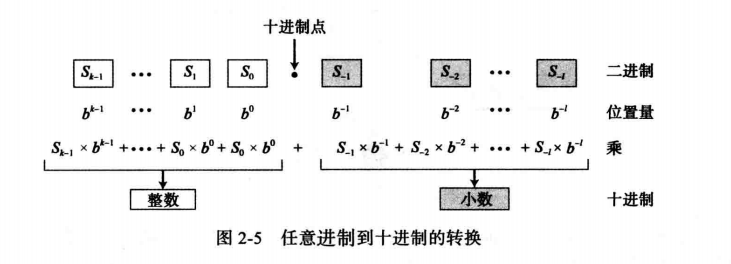 十进制点
S_{k-1} ··· S_1 S_0 • S_{-1} S_{-2} ··· S_{-l} 二进制
b^{k-1} ··· b^1 b^0 b^{-1} b^{-2} ··· b^{-l} 位置量
S_{k-1} × b^{k-1} +···+ S_0 × b^0 + S_0 × b^0 + S_{-1} × b^{-1} + S_{-2} × b^{-2} + ··· + S_{-l} × b^{-l} 乘
整数 小数 十进制
图 2-5 任意进制到十进制的转换